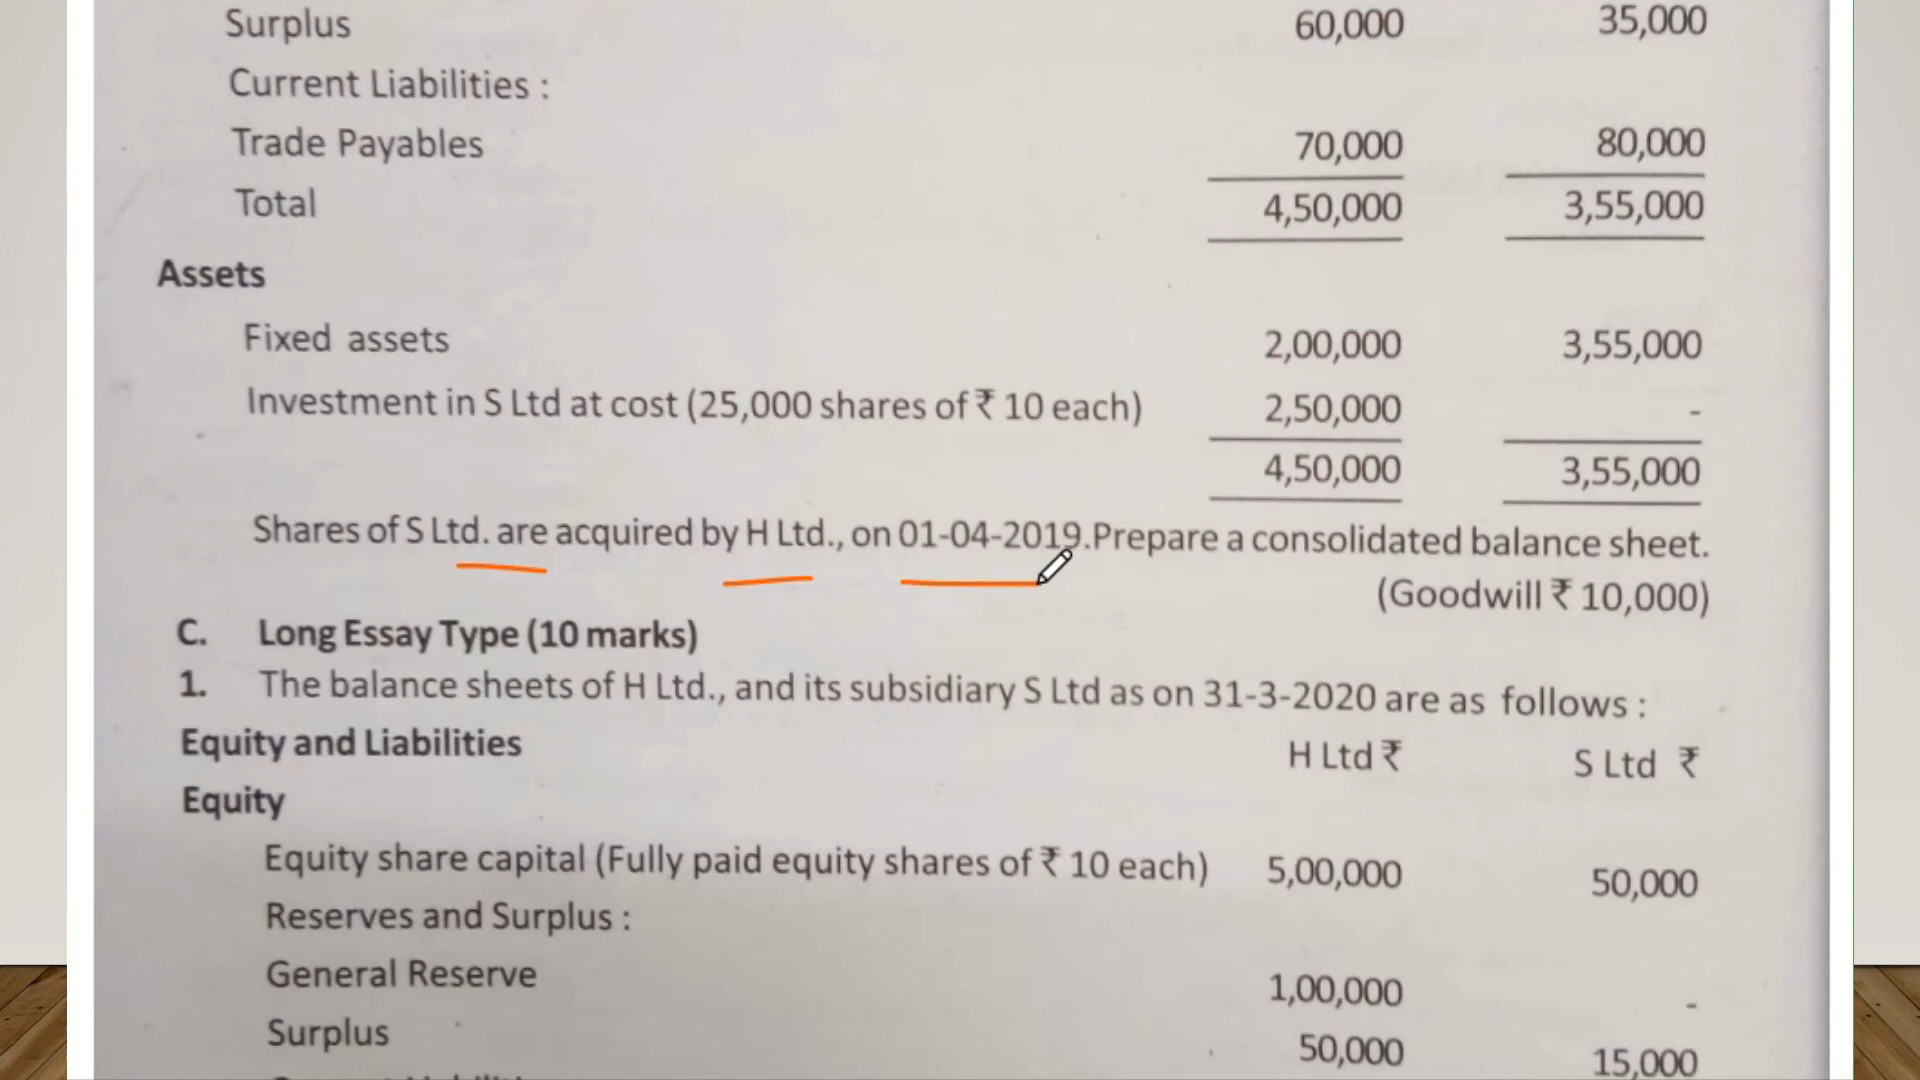 Surplus 60,000 35,000
Current Liabilities :
Trade Payables 70,000 80,000
Total 4,50,000 3,55,000
Assets
Fixed assets 2,00,000 3,55,000
Investment in S Ltd at cost (25,000 shares of ₹ 10 each) 2,50,000 -
4,50,000 3,55,000
Shares of S Ltd. are acquired by H Ltd., on 01-04-2019.Prepare a consolidated balance sheet.
(Goodwill ₹ 10,000)
C. Long Essay Type (10 marks)
1. The balance sheets of H Ltd., and its subsidiary S Ltd as on 31-3-2020 are as follows :
Equity and Liabilities H Ltd ₹ S Ltd ₹
Equity
Equity share capital (Fully paid equity shares of ₹ 10 each) 5,00,000 50,000
Reserves and Surplus :
General Reserve 1,00,000 -
Surplus 50,000 15,000